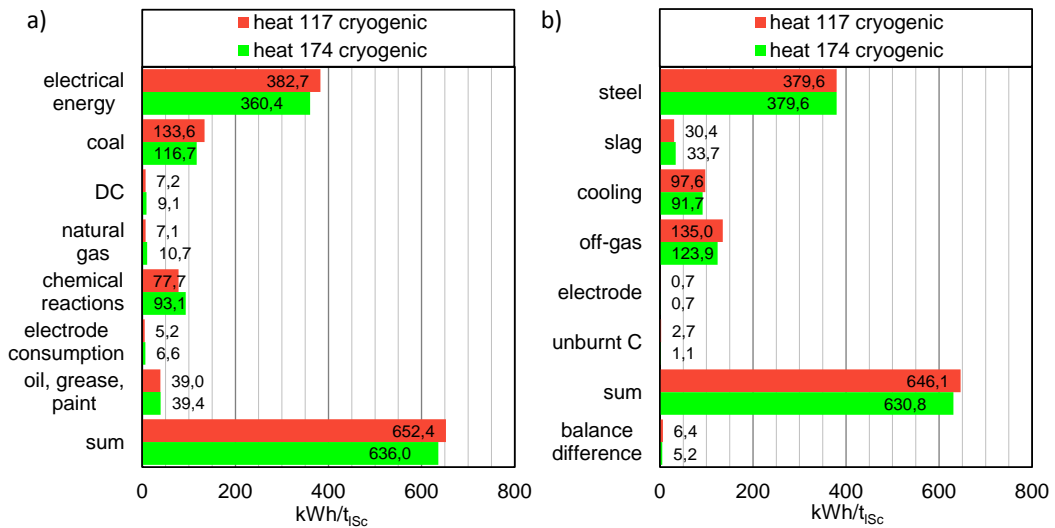 a)
heat 117 cryogenic
heat 174 cryogenic
electrical
energy
382,7
360,4
coal
133,6
116,7
DC
7,2
9,1
natural
gas
7,1
10,7
chemical
reactions
77,7
93,1
electrode
consumption
5,2
6,6
oil, grease,
paint
39,0
39,4
sum
652,4
636,0
0 200 400 600 800
kWh/t_ISc
b)
heat 117 cryogenic
heat 174 cryogenic
steel
379,6
379,6
slag
30,4
33,7
cooling
97,6
91,7
off-gas
135,0
123,9
electrode
0,7
0,7
unburnt C
2,7
1,1
sum
646,1
630,8
balance
difference
6,4
5,2
0 200 400 600 800
kWh/t_ISc